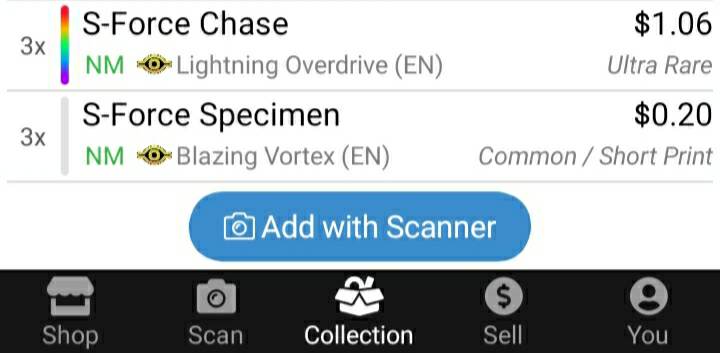 3x S-Force Chase $1.06
NM Lightning Overdrive (EN) Ultra Rare
3x S-Force Specimen $0.20
NM Blazing Vortex (EN) Common / Short Print
Add with Scanner
Shop Scan Collection Sell You